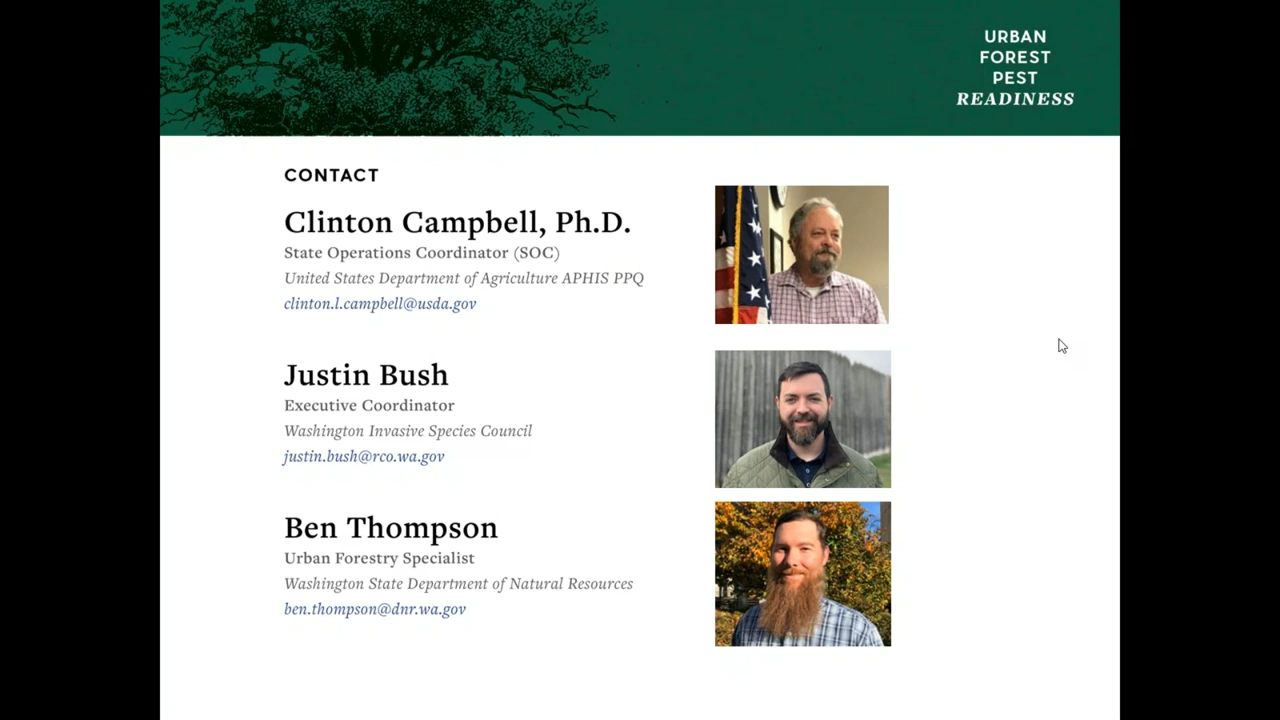 URBAN
FOREST
PEST
READINESS
CONTACT
Clinton Campbell, Ph.D.
State Operations Coordinator (SOC)
United States Department of Agriculture APHIS PPQ
clinton.l.campbell@usda.gov
Justin Bush
Executive Coordinator
Washington Invasive Species Council
justin.bush@rco.wa.gov
Ben Thompson
Urban Forestry Specialist
Washington State Department of Natural Resources
ben.thompson@dnr.wa.gov